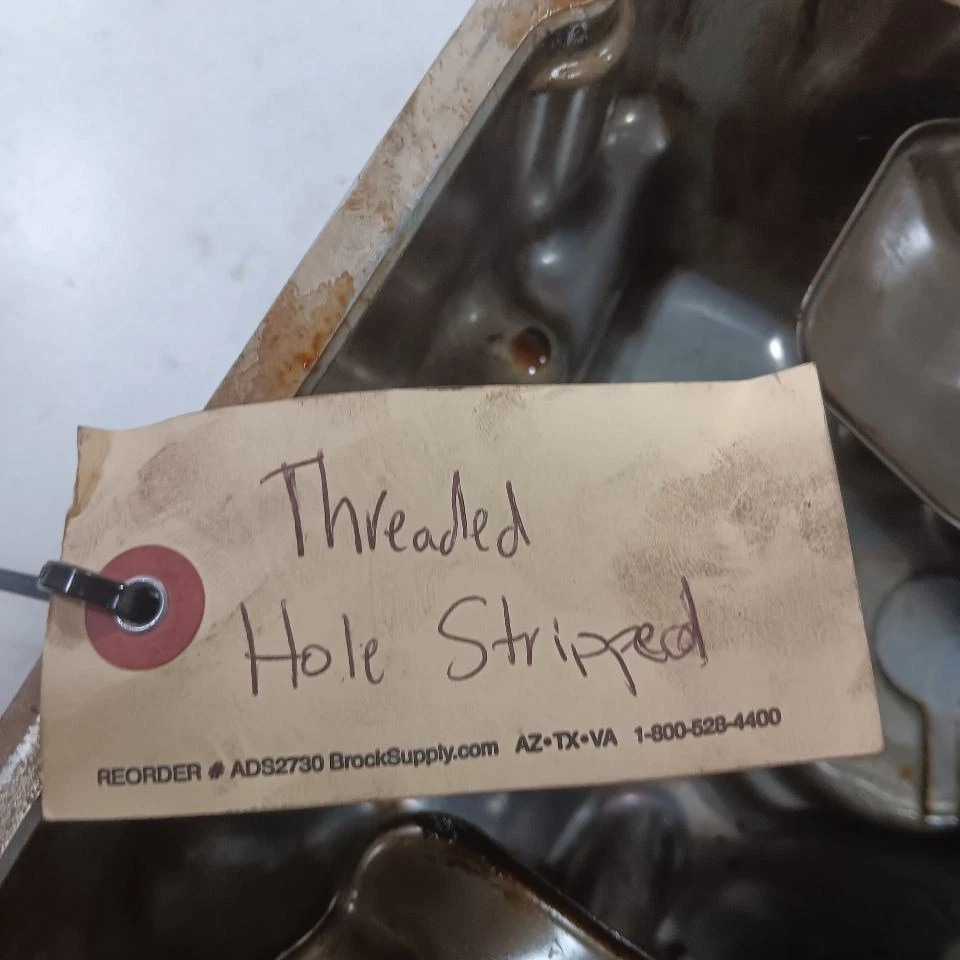 Threaded
Hole Stripped
REORDER # ADS2730 BrockSupply.com AZ•TX•VA 1-800-528-4400